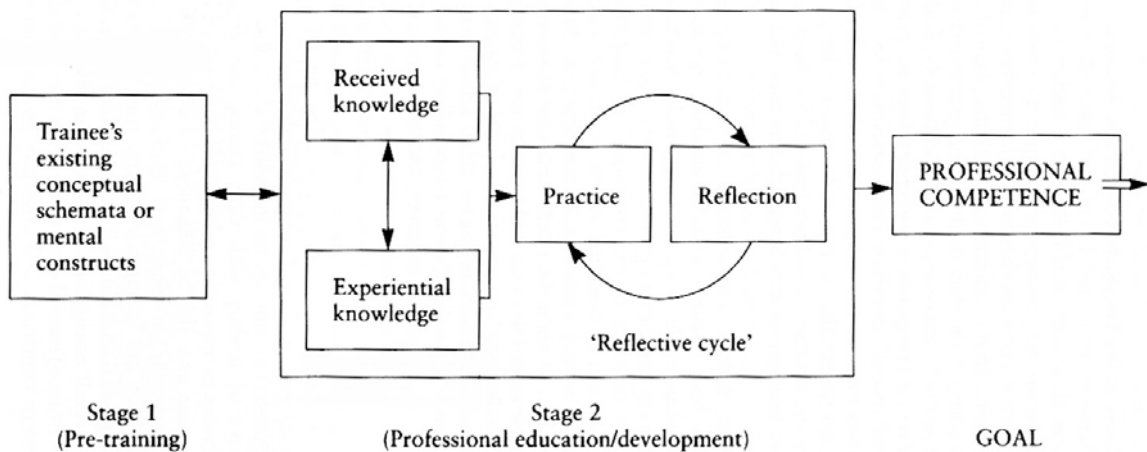 Trainee's
existing
conceptual
schemata or
mental
constructs
Received
knowledge
Experiential
knowledge
Practice
Reflection
'Reflective cycle'
PROFESSIONAL
COMPETENCE
Stage 1
(Pre-training)
Stage 2
(Professional education/development)
GOAL